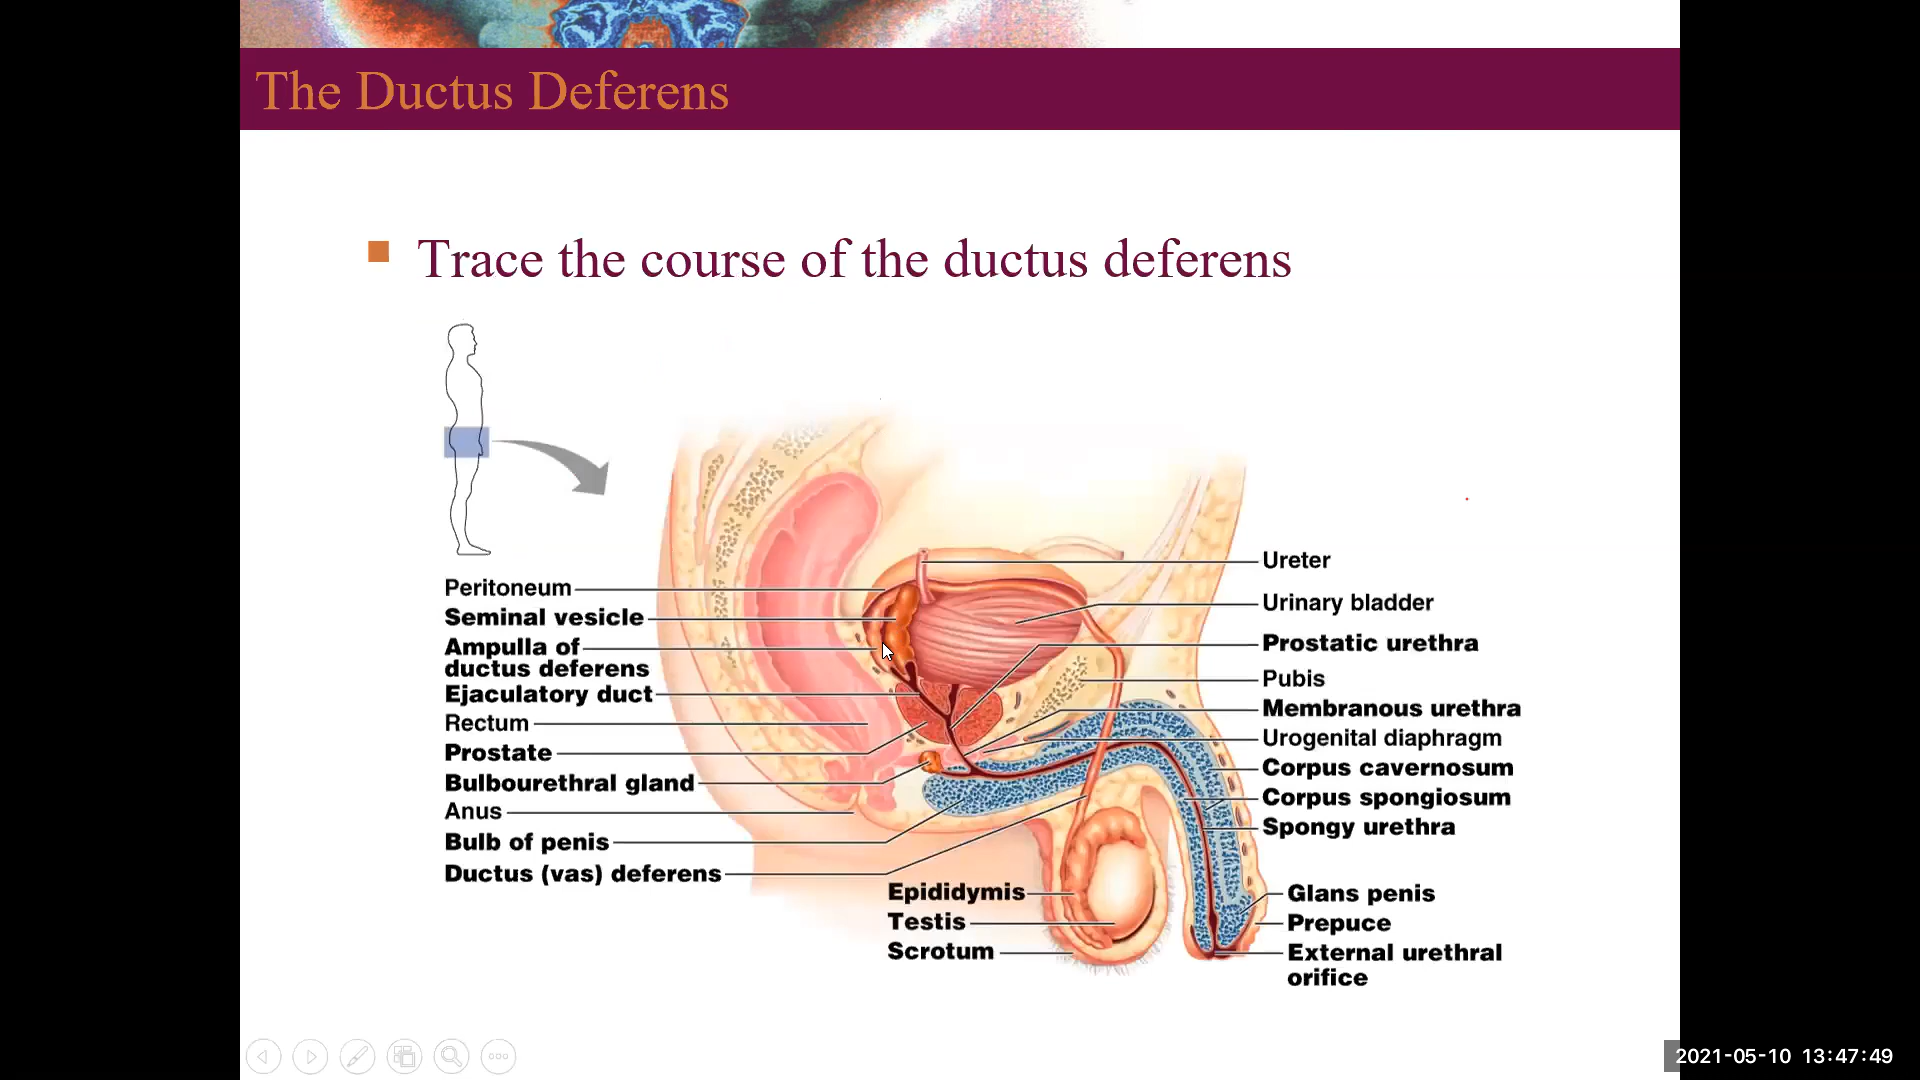 The Ductus Deferens
Trace the course of the ductus deferens
Peritoneum
Seminal vesicle
Ampulla of
ductus deferens
Ejaculatory duct
Rectum
Prostate
Bulbourethral gland
Anus
Bulb of penis
Ductus (vas) deferens
Epididymis
Testis
Scrotum
Ureter
Urinary bladder
Prostatic urethra
Pubis
Membranous urethra
Urogenital diaphragm
Corpus cavernosum
Corpus spongiosum
Spongy urethra
Glans penis
Prepuce
External urethral
orifice
2021-05-10 13:47:49